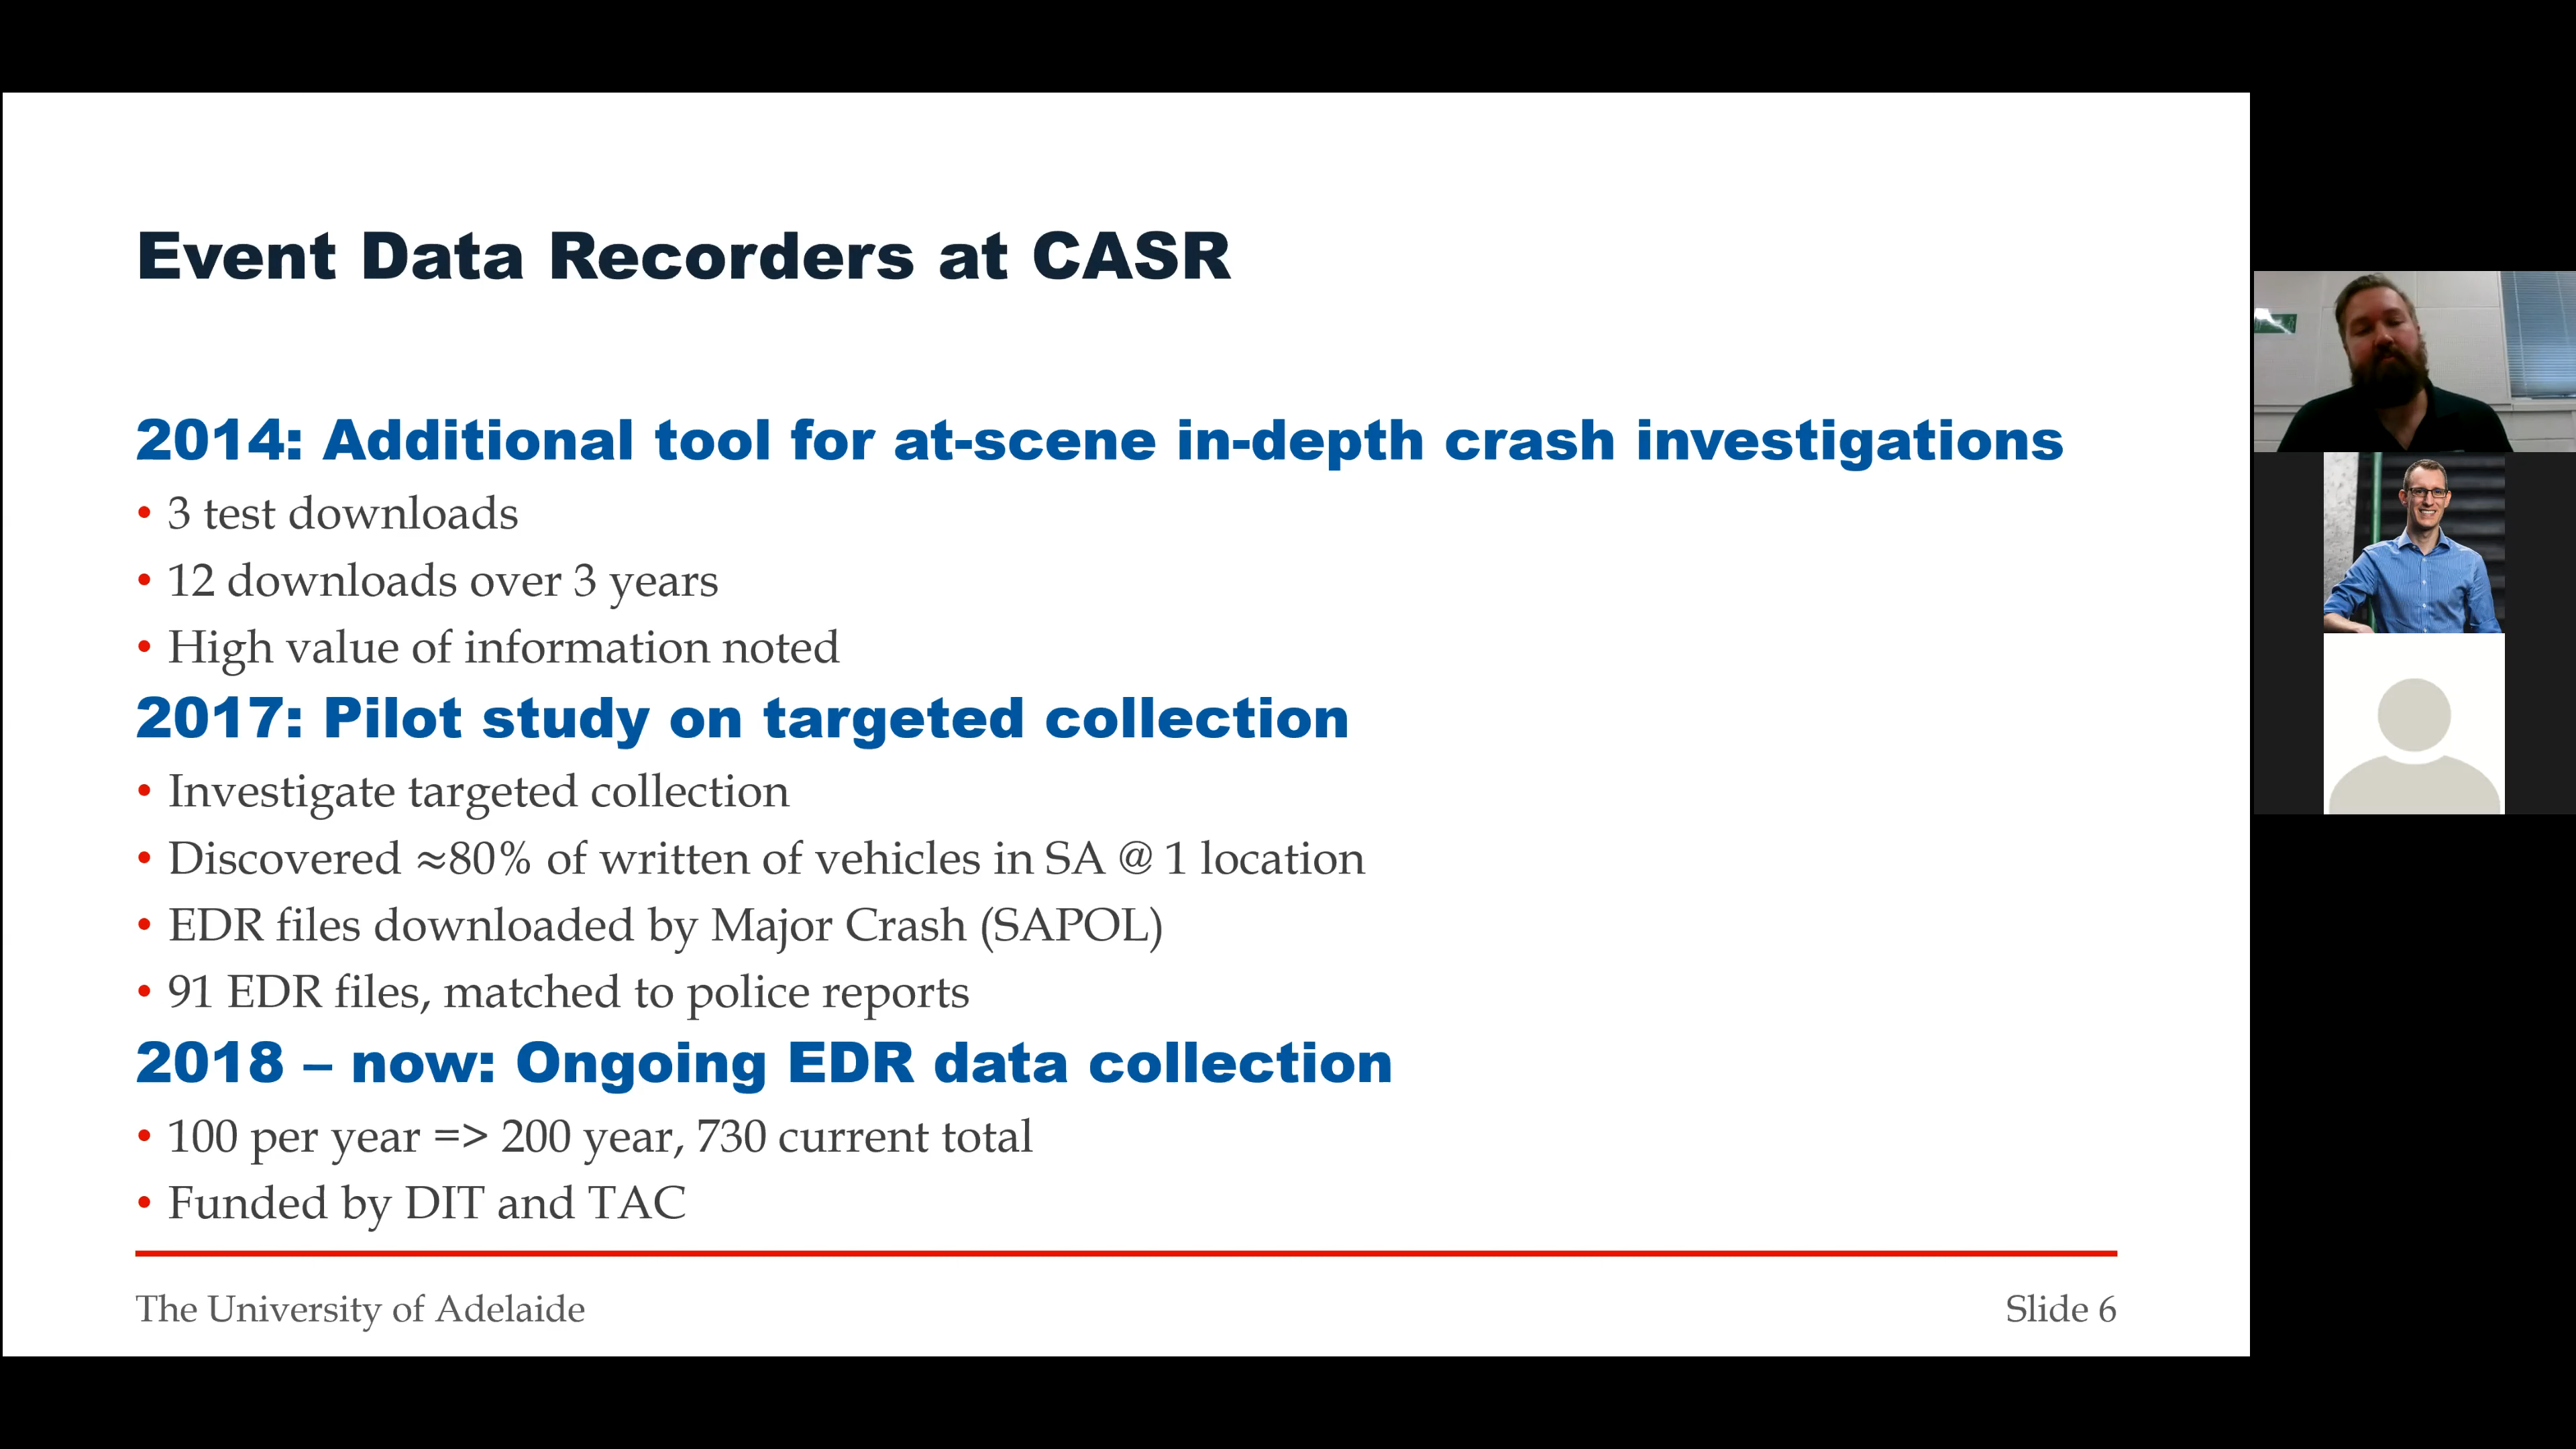 Event Data Recorders at CASR
2014: Additional tool for at-scene in-depth crash investigations
• 3 test downloads
• 12 downloads over 3 years
• High value of information noted
2017: Pilot study on targeted collection
• Investigate targeted collection
• Discovered ≈80% of written of vehicles in SA @ 1 location
• EDR files downloaded by Major Crash (SAPOL)
• 91 EDR files, matched to police reports
2018 – now: Ongoing EDR data collection
• 100 per year => 200 year, 730 current total
• Funded by DIT and TAC
The University of Adelaide
Slide 6